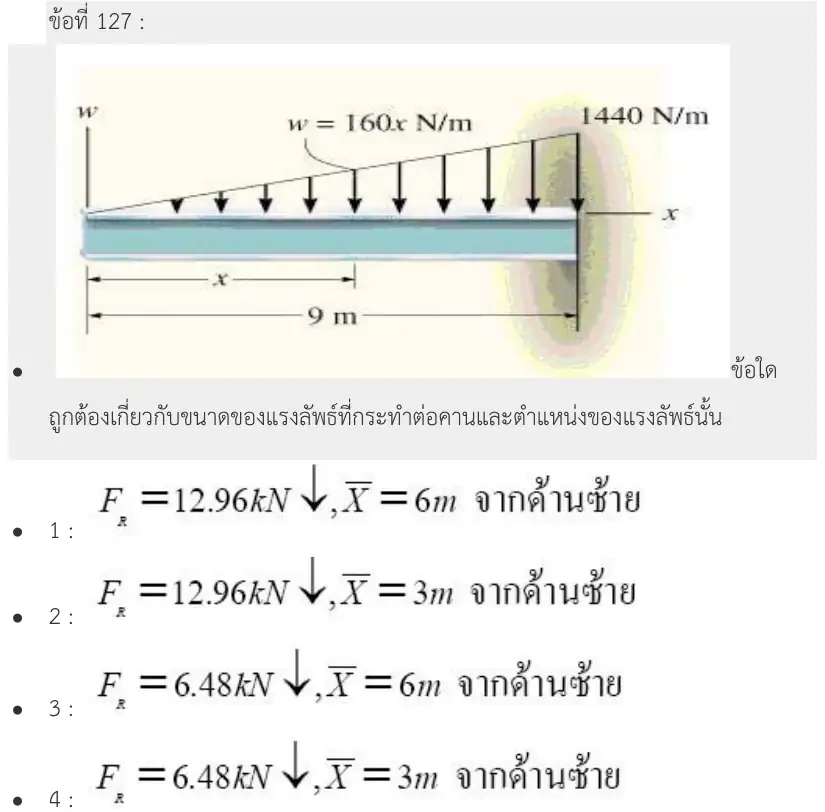 ข้อที่ 127 :
w
w = 160x N/m
1440 N/m
x
x
9 m
ข้อใด
ถูกต้องเกี่ยวกับขนาดของแรงลัพธ์ที่กระทำต่อคานและตำแหน่งของแรงลัพธ์นั้น
1 : F_R = 12.96kN ↓, X̅ = 6m จากด้านซ้าย
2 : F_R = 12.96kN ↓, X̅ = 3m จากด้านซ้าย
3 : F_R = 6.48kN ↓, X̅ = 6m จากด้านซ้าย
4 : F_R = 6.48kN ↓, X̅ = 3m จากด้านซ้าย